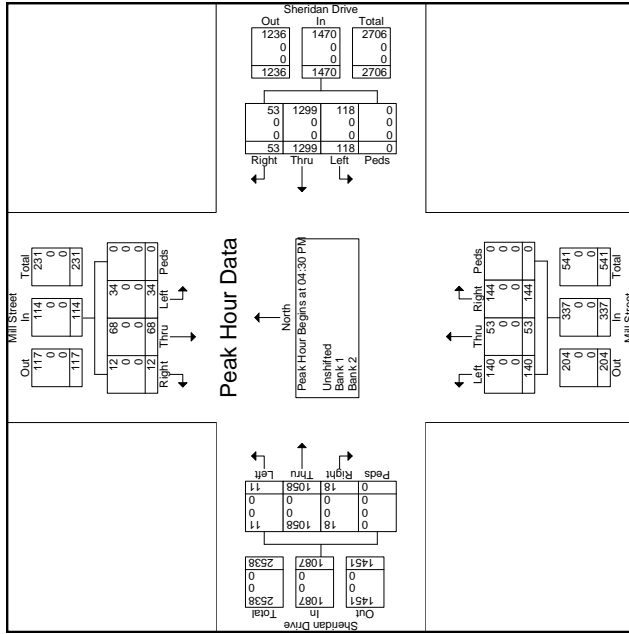 Sheridan Drive
Out In Total
1236 1470 2706
0 0 0
0 0 0
1236 1470 2706
53 1299 118 0
0 0 0 0
0 0 0 0
53 1299 118 0
Right Thru Left Peds
Mill Street
Out In Total
117 114 231
0 0 0
0 0 0
117 114 231
12 68 34 0
0 0 0 0
0 0 0 0
12 68 34 0
Right Thru Left Peds
Peak Hour Data
North
Peak Hour Begins at 04:30 PM
Unshifted
Bank 1
Bank 2
Left Thru Right Peds
140 53 144 0
0 0 0 0
0 0 0 0
140 53 144 0
Out In Total
204 337 541
0 0 0
0 0 0
204 337 541
Mill Street
Left Thru Right Peds
11 1058 18 0
0 0 0 0
0 0 0 0
11 1058 18 0
2538 1087 1451
0 0 0
0 0 0
2538 1087 1451
Total In Out
Sheridan Drive